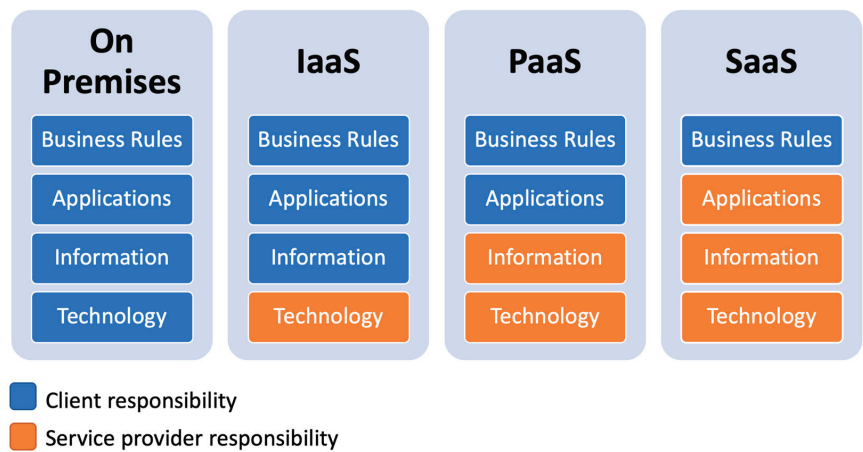 On
Premises
Business Rules
Applications
Information
Technology
IaaS
Business Rules
Applications
Information
Technology
PaaS
Business Rules
Applications
Information
Technology
SaaS
Business Rules
Applications
Information
Technology
Client responsibility
Service provider responsibility